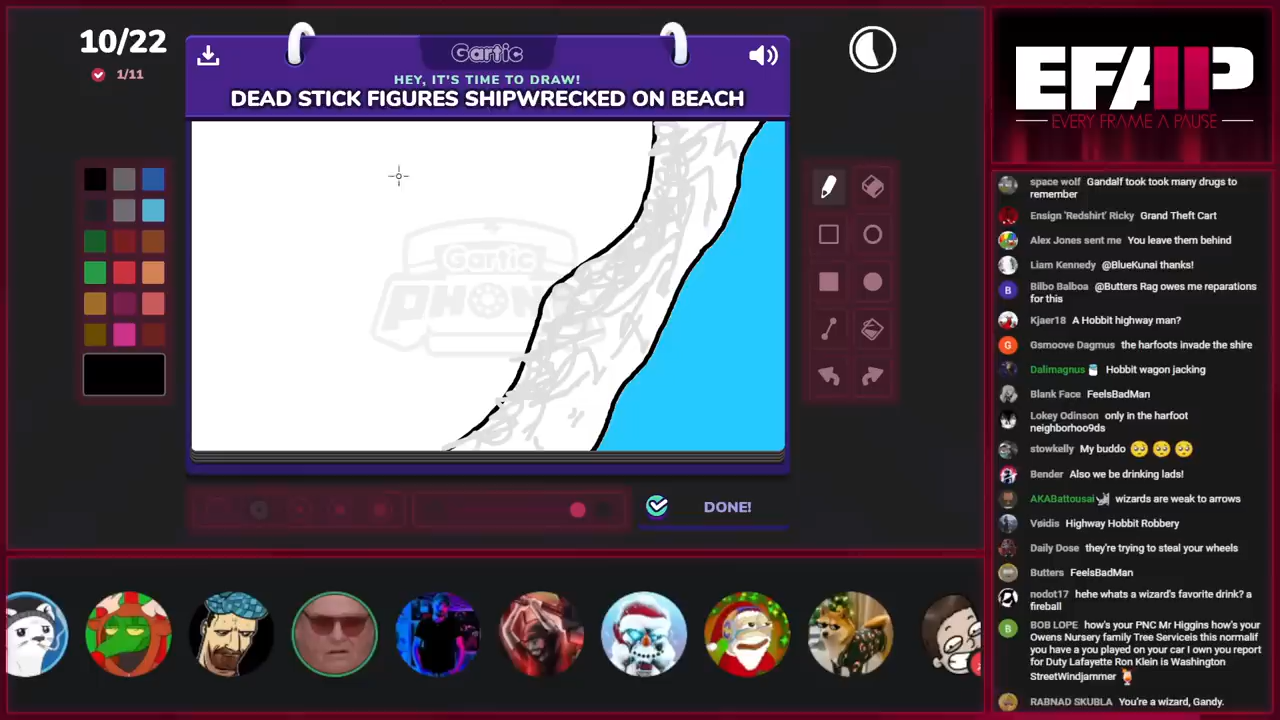 10/22
1/11
Gartic
HEY, IT'S TIME TO DRAW!
DEAD STICK FIGURES SHIPWRECKED ON BEACH
Gartic
PHONE
DONE!
EFAP
EVERY FRAME A PAUSE
space wolf Gandalf took took many drugs to
remember
Ensign 'Redshirt' Ricky Grand Theft Cart
Alex Jones sent me You leave them behind
Liam Kennedy @BlueKunai thanks!
B
Bilbo Balboa @Butters Rag owes me reparations
for this
Kjaer18 A Hobbit highway man?
G
Gsmoove Dagmus the harfoots invade the shire
Dalimagnus Hobbit wagon jacking
Blank Face FeelsBadMan
Lokey Odinson only in the harfoot
neighborhoo9ds
stowkelly My buddo 🥺🥺🥺
Bender Also we be drinking lads!
AKABattousai wizards are weak to arrows
Vøidis Highway Hobbit Robbery
Daily Dose they're trying to steal your wheels
Butters FeelsBadMan
nodot17 hehe whats a wizard's favorite drink? a
fireball
B
BOB LOPE how's your PNC Mr Higgins how's your
Owens Nursery family Tree Serviceis this normalif
you have a you played on your car I own you report
for Duty Lafayette Ron Klein is Washington
StreetWindjammer
RABNAD SKUBLA You're a wizard, Gandy.